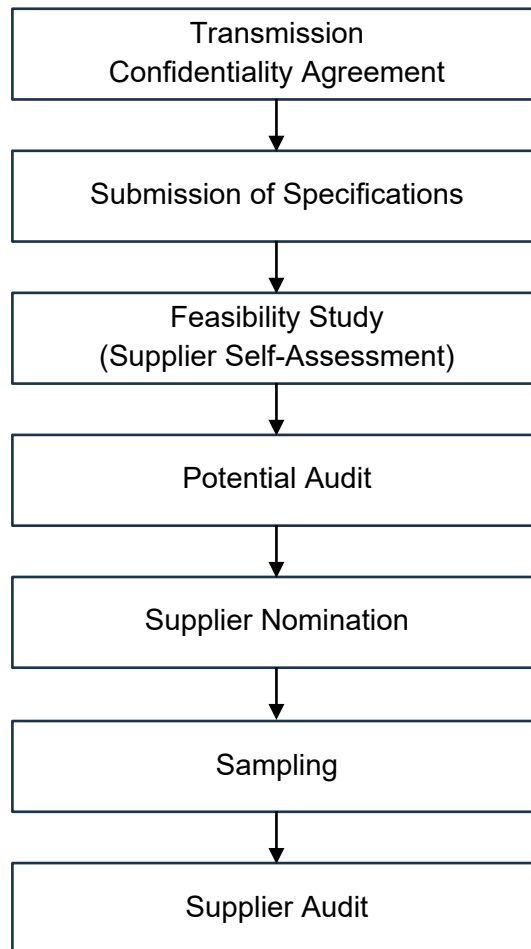 Transmission
Confidentiality Agreement
Submission of Specifications
Feasibility Study
(Supplier Self-Assessment)
Potential Audit
Supplier Nomination
Sampling
Supplier Audit